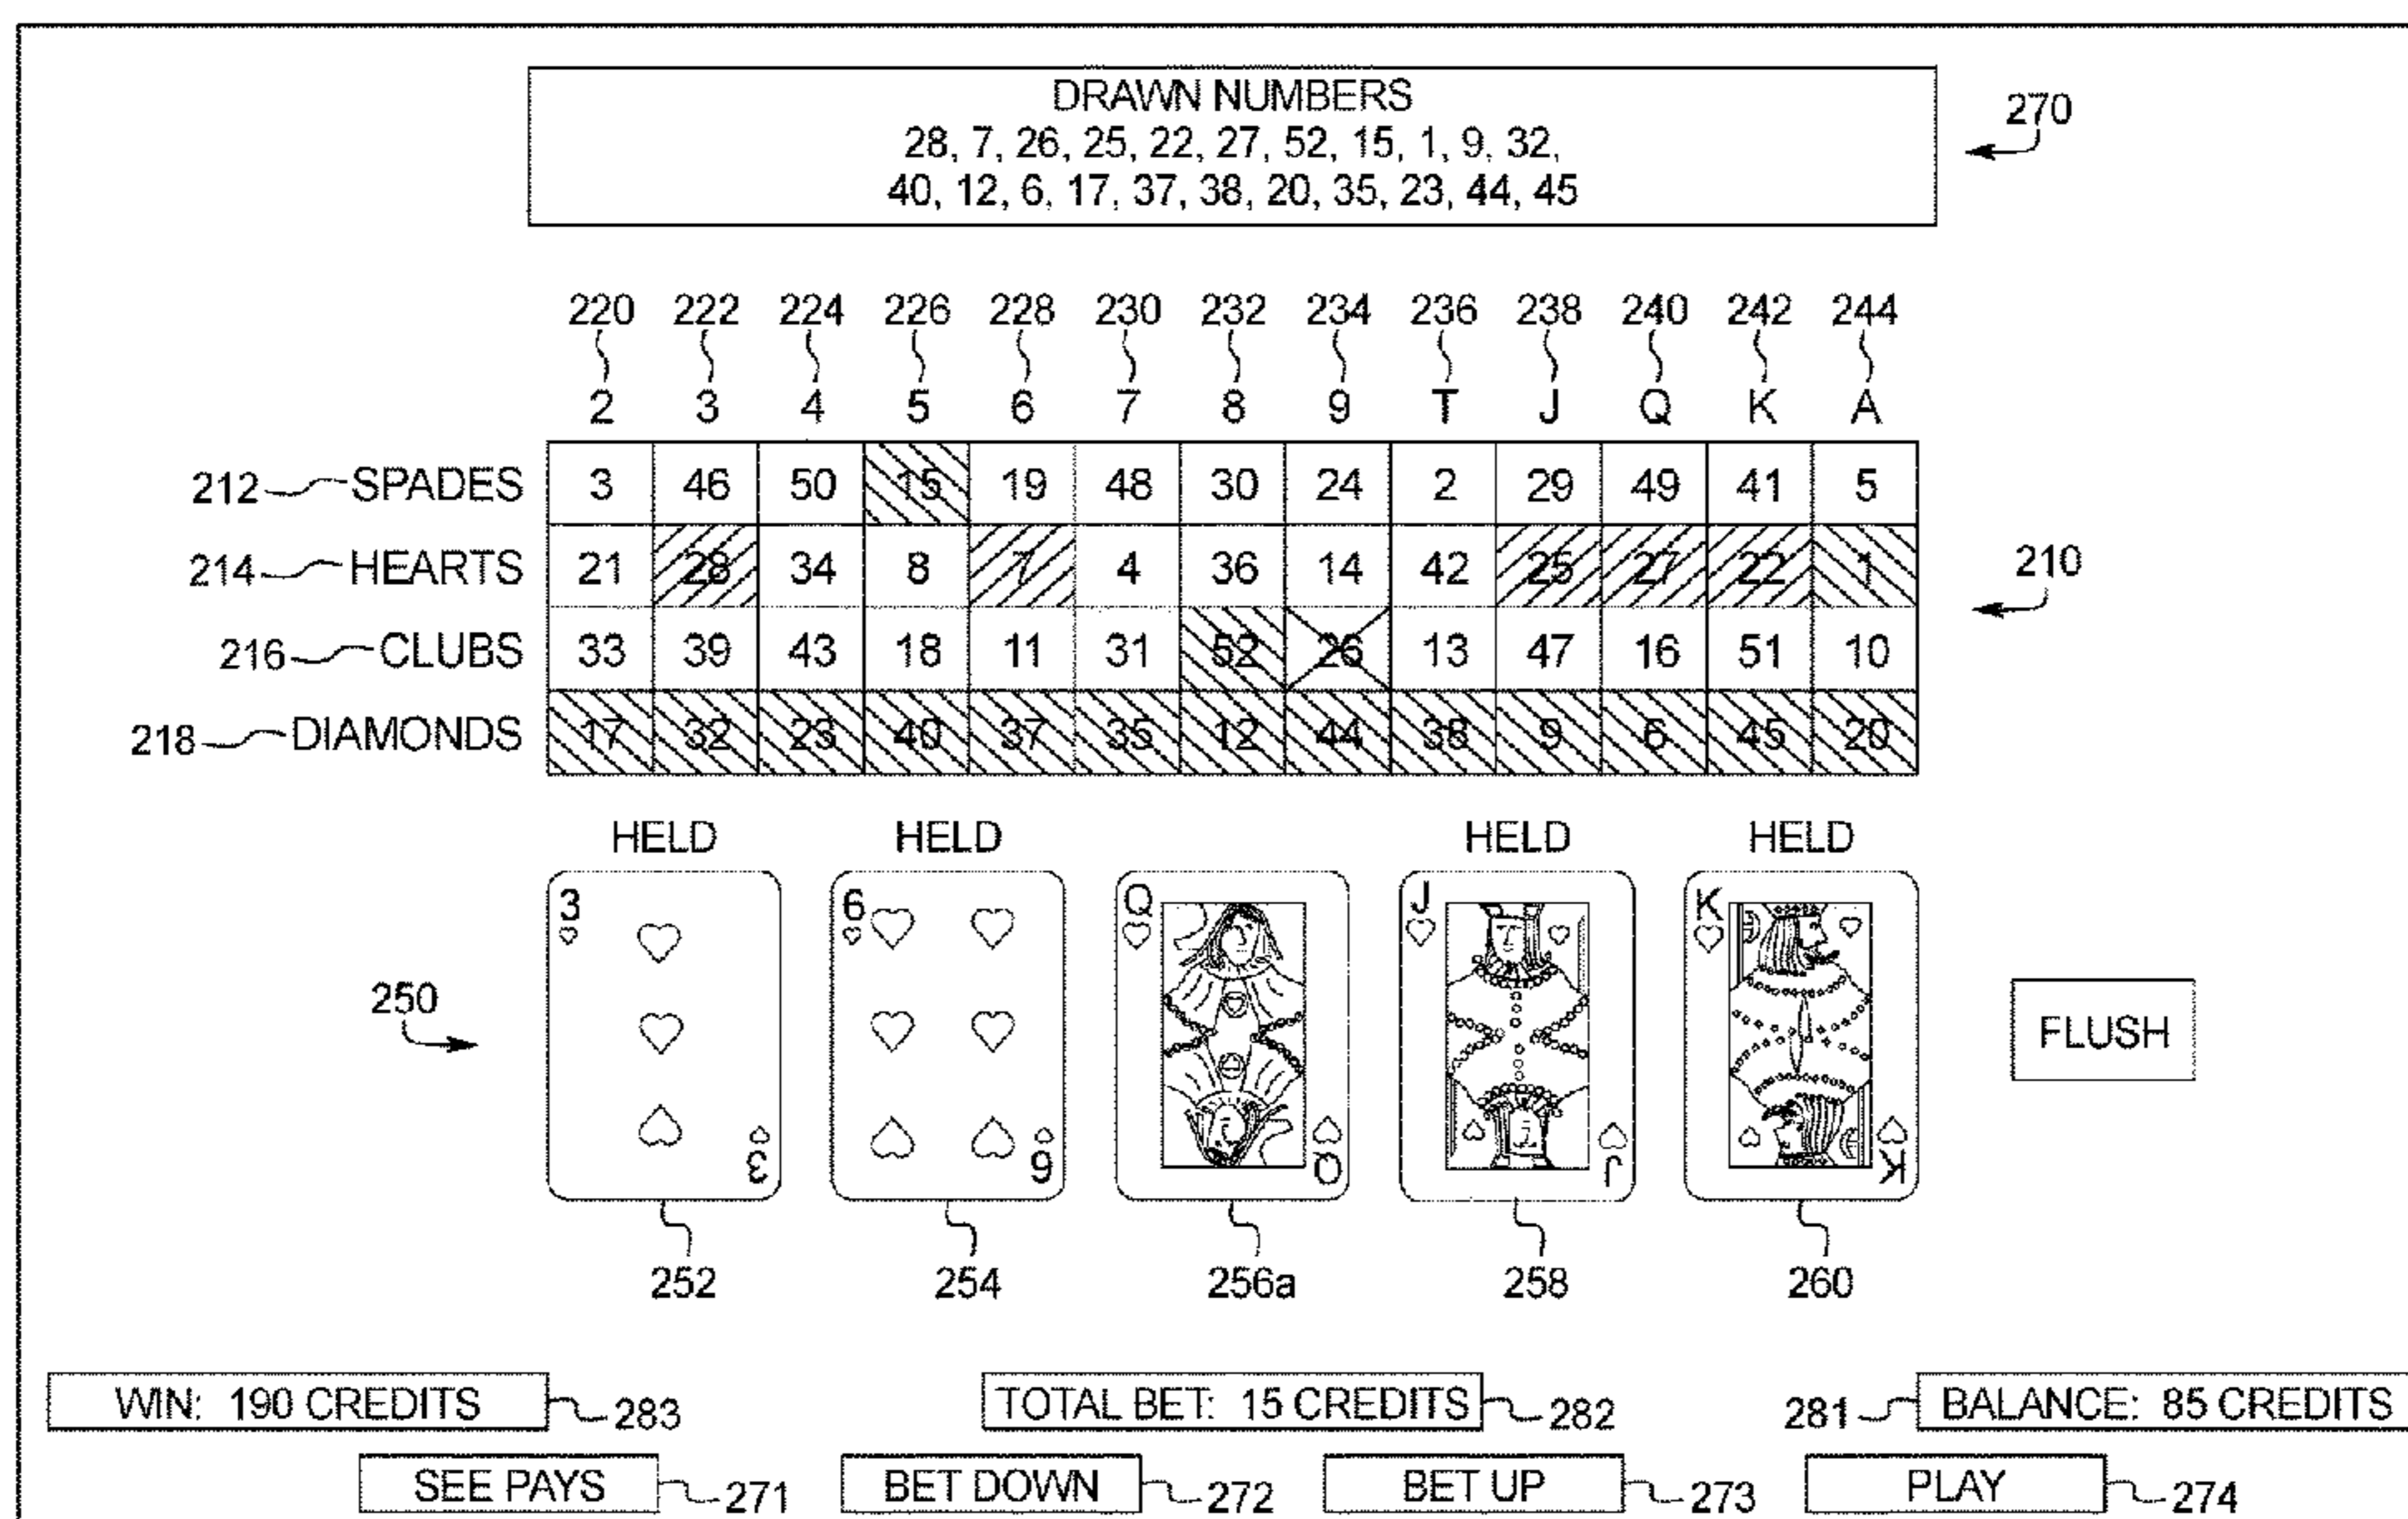 DRAWN NUMBERS
28, 7, 26, 25, 22, 27, 52, 15, 1, 9, 32,
40, 12, 6, 17, 37, 38, 20, 35, 23, 44, 45
270
220 222 224 226 228 230 232 234 236 238 240 242 244
2 3 4 5 6 7 8 9 T J Q K A
212 SPADES 3 46 50 15 19 48 30 24 2 29 49 41 5
214 HEARTS 21 28 34 8 7 4 36 14 42 25 27 22 1
210
216 CLUBS 33 39 43 18 11 31 52 26 13 47 16 51 10
218 DIAMONDS 17 32 23 40 37 35 12 44 38 9 6 45 20
HELD HELD HELD HELD
3 6 Q J K
250
FLUSH
3 6 Q J K
252 254 256a 258 260
WIN: 190 CREDITS 283 TOTAL BET: 15 CREDITS 282 281 BALANCE: 85 CREDITS
SEE PAYS 271 BET DOWN 272 BET UP 273 PLAY 274